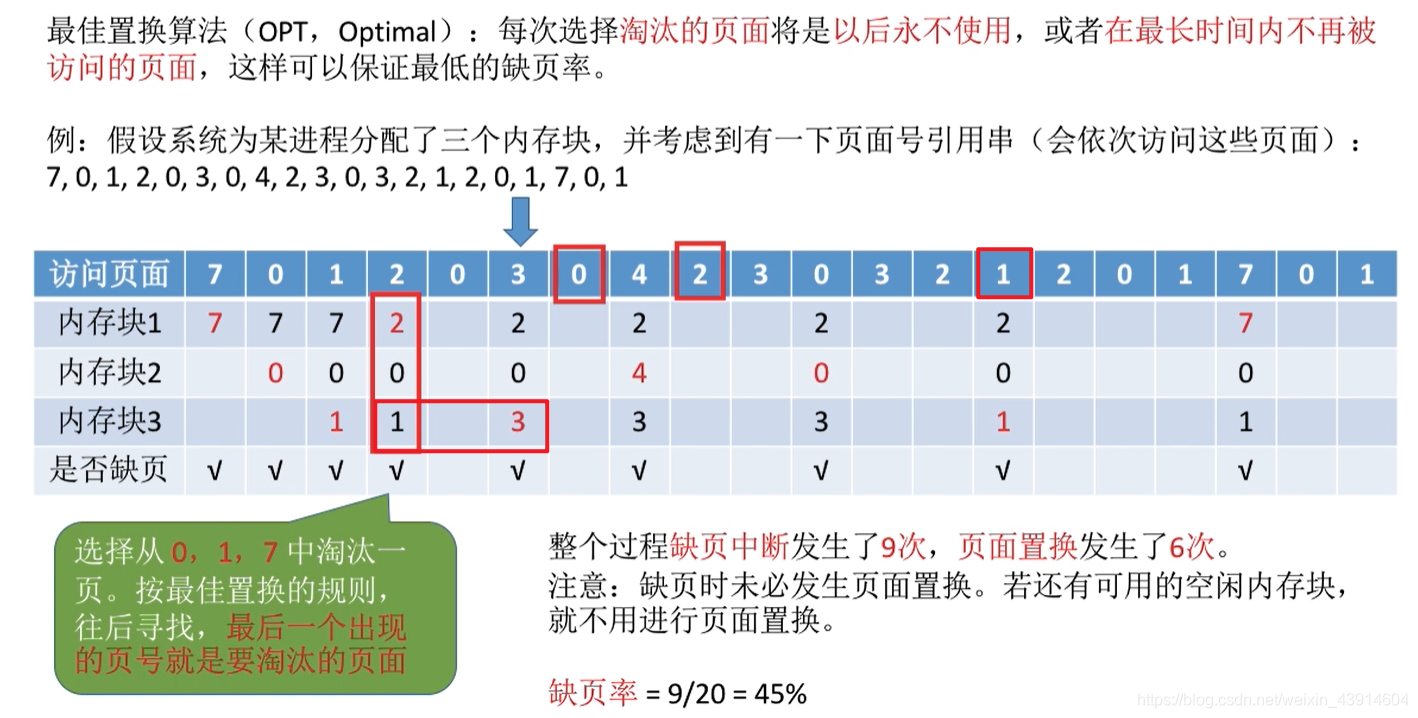 最佳置换算法（OPT，Optimal）：每次选择淘汰的页面将是以后永不使用，或者在最长时间内不再被
访问的页面，这样可以保证最低的缺页率。
例：假设系统为某进程分配了三个内存块，并考虑到有一下页面号引用串（会依次访问这些页面）：
7, 0, 1, 2, 0, 3, 0, 4, 2, 3, 0, 3, 2, 1, 2, 0, 1, 7, 0, 1
访问页面 7 0 1 2 0 3 0 4 2 3 0 3 2 1 2 0 1 7 0 1
内存块1 7 7 7 2 2 2 2 2 7
内存块2 0 0 0 0 4 0 0 0
内存块3 1 1 3 3 3 1 1
是否缺页 √ √ √ √ √ √ √ √ √
选择从 0，1，7 中淘汰一
页。按最佳置换的规则，
往后寻找，最后一个出现
的页号就是要淘汰的页面
整个过程缺页中断发生了9次，页面置换发生了6次。
注意：缺页时未必发生页面置换。若还有可用的空闲内存块，
就不用进行页面置换。
缺页率 = 9/20 = 45%
https://blog.csdn.net/weixin_43914604